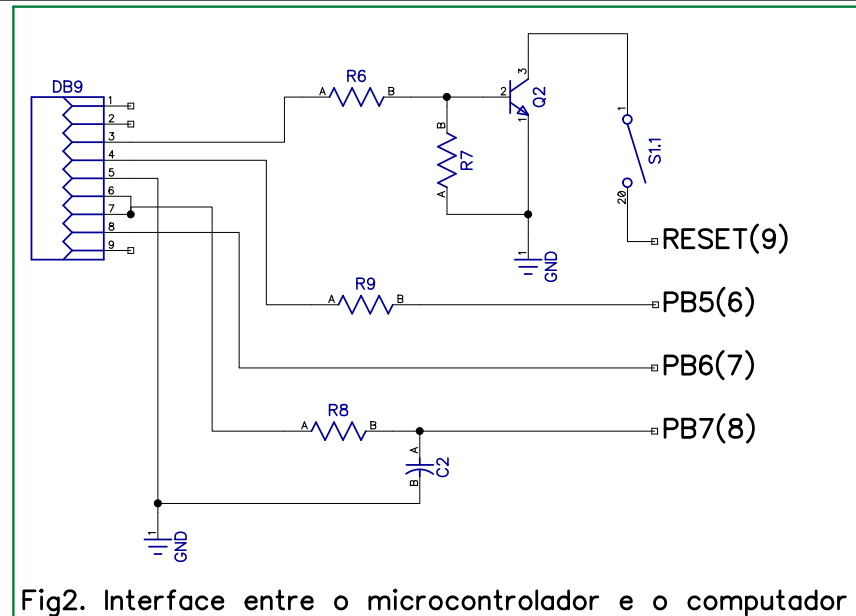 DB9
1
2
3
4
5
6
7
8
9
A R6 B
B
R7
A
2
3
Q2
1
1
GND
1
S1.1
20
RESET(9)
A R9 B
PB5(6)
PB6(7)
A R8 B
PB7(8)
A
C2
B
1
GND
Fig2. Interface entre o microcontrolador e o computador